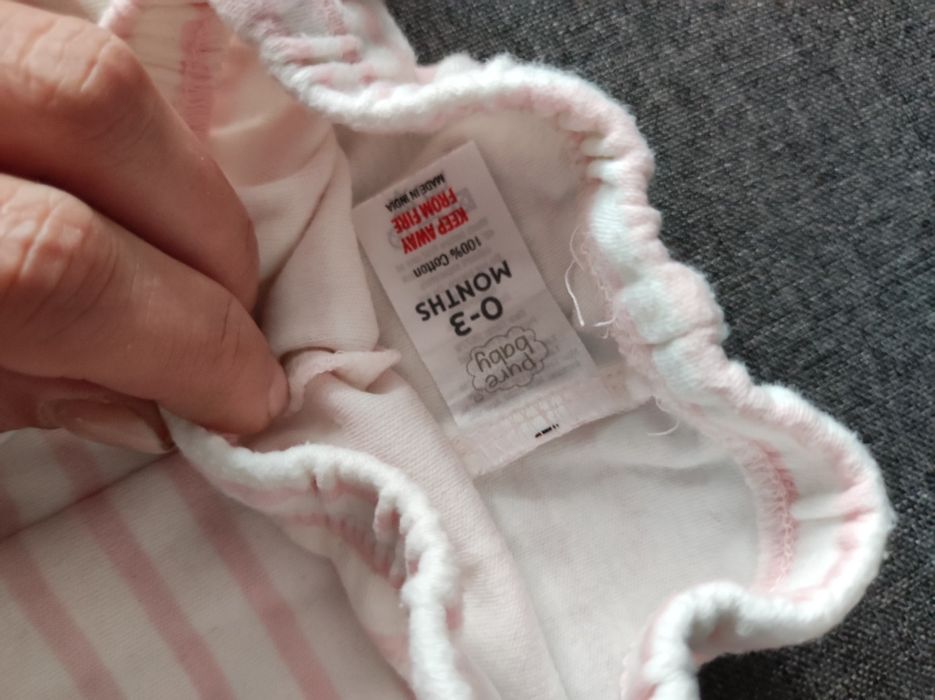 pure
baby
0-3
MONTHS
100% Cotton
KEEP AWAY
FROM FIRE
MADE IN INDIA